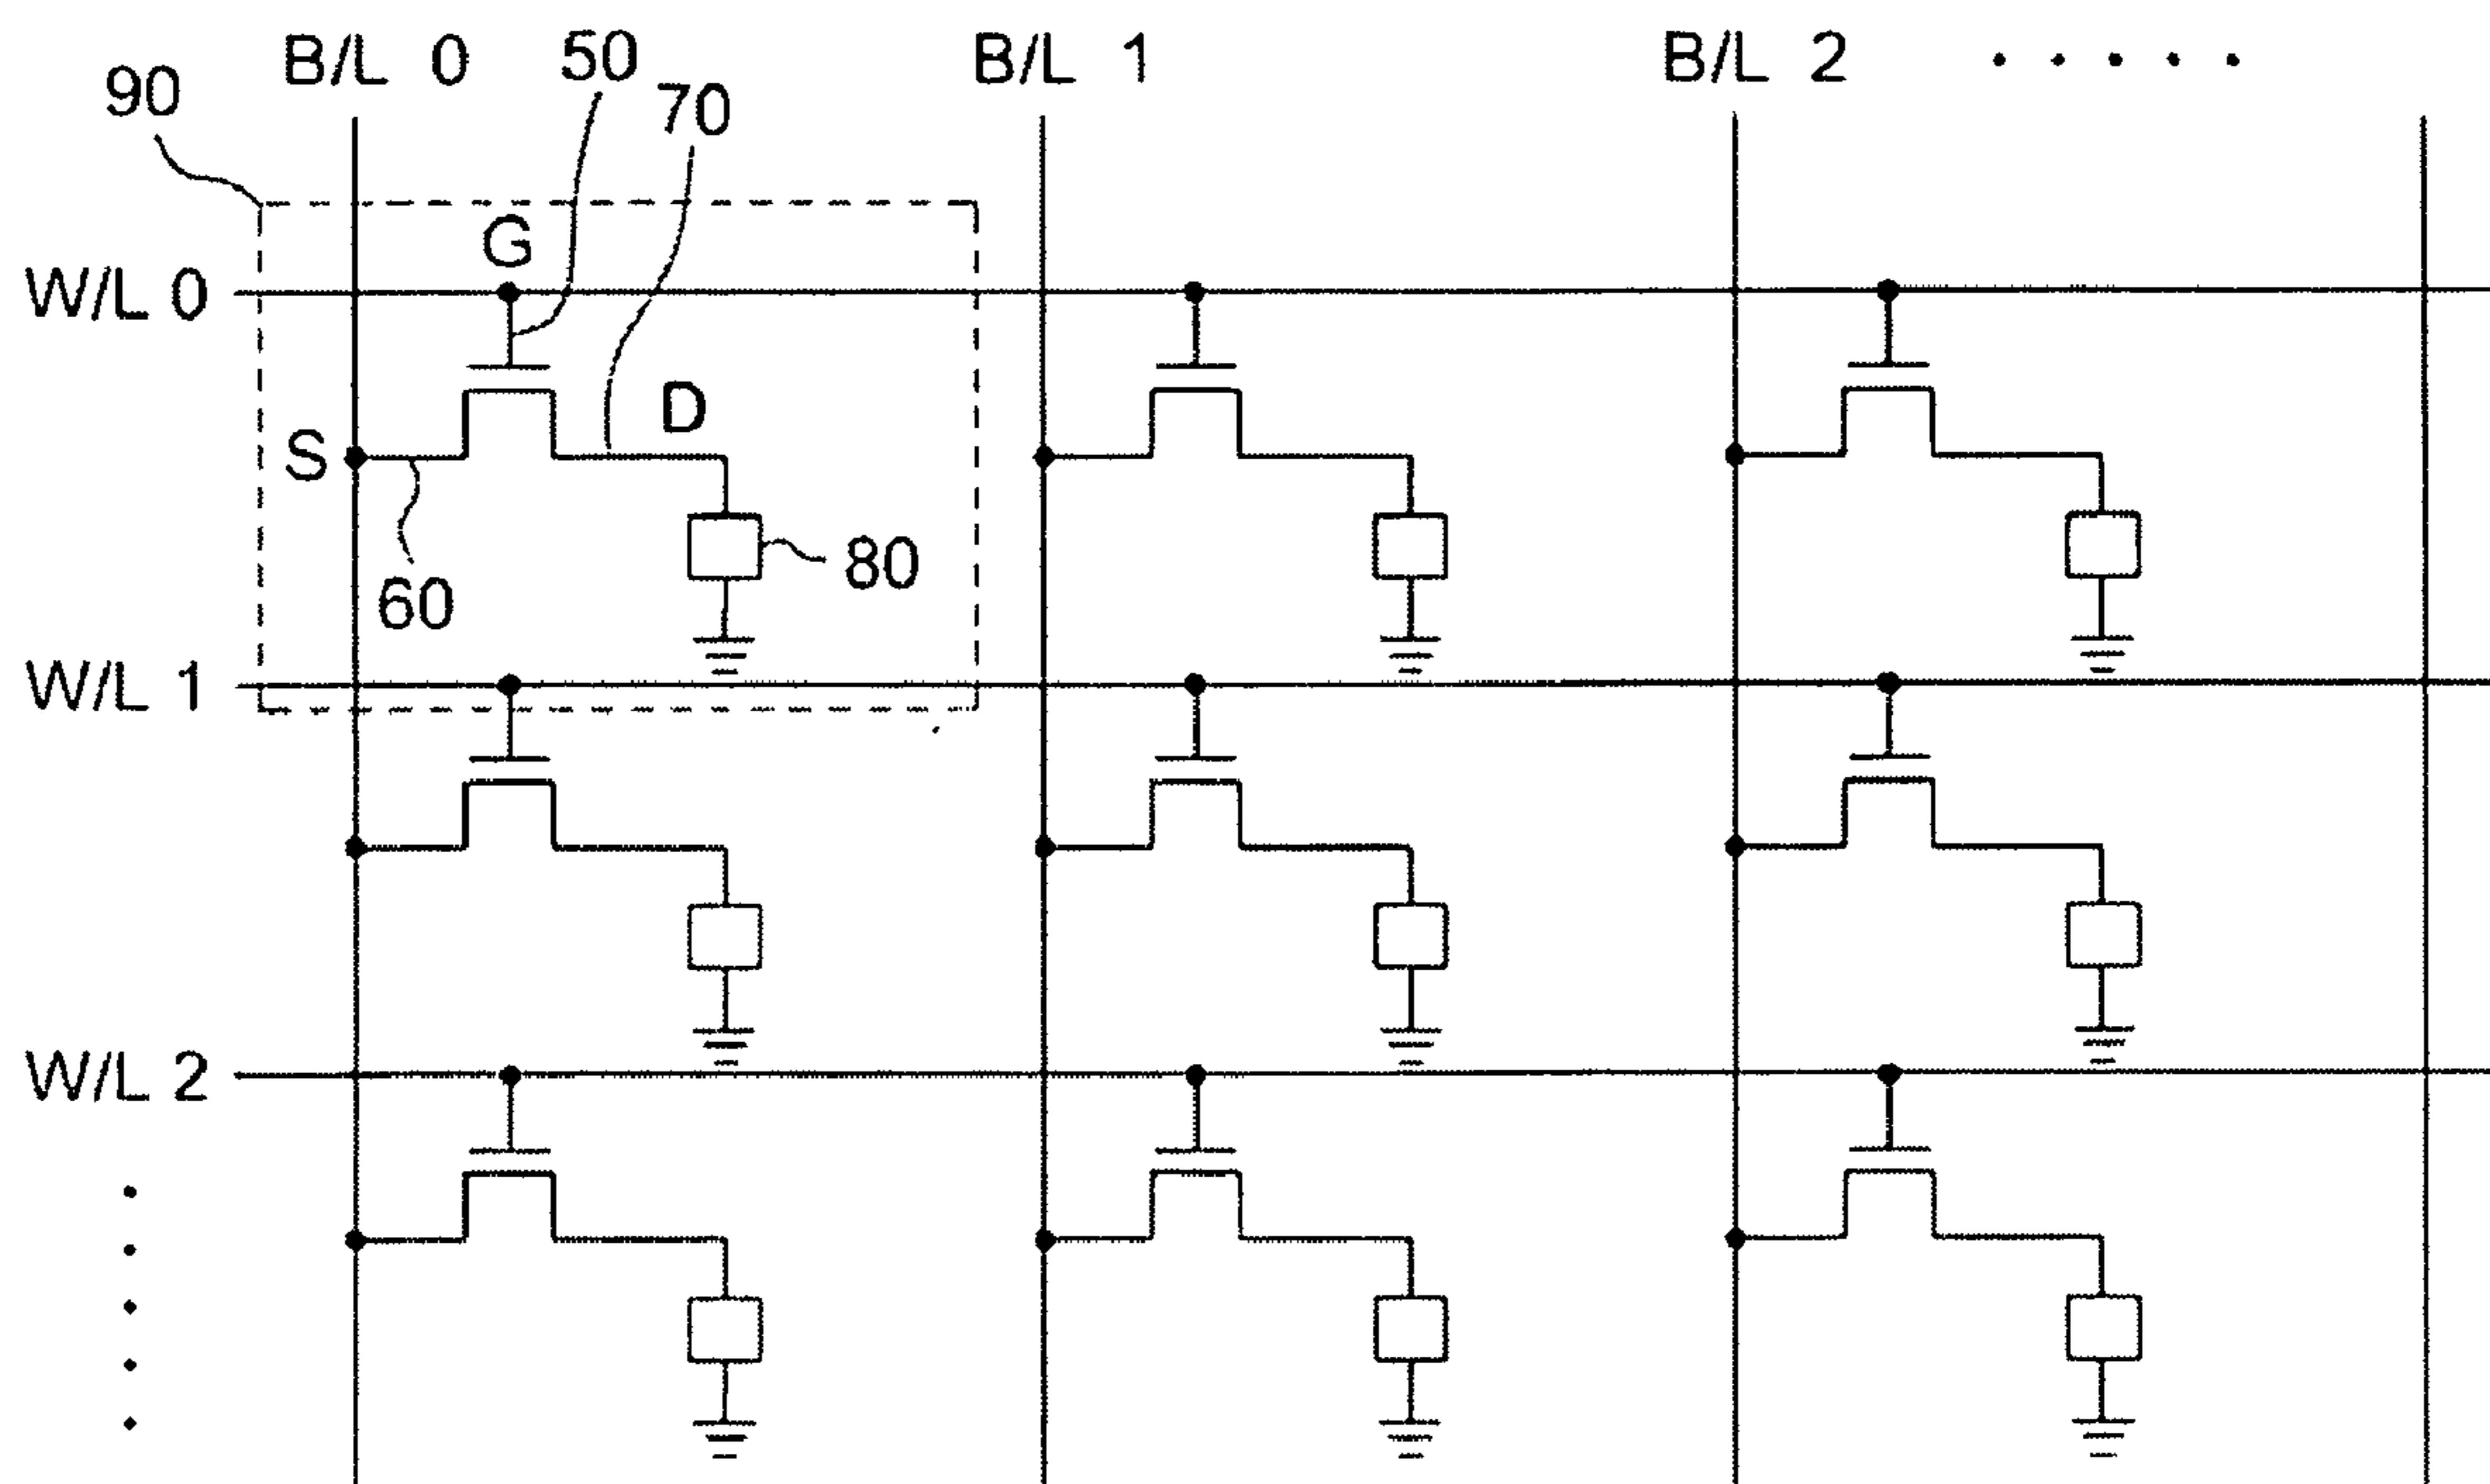 B/L 0
50
B/L 1
B/L 2 . . . . .
90
70
G
W/L 0
D
S
80
60
W/L 1
W/L 2